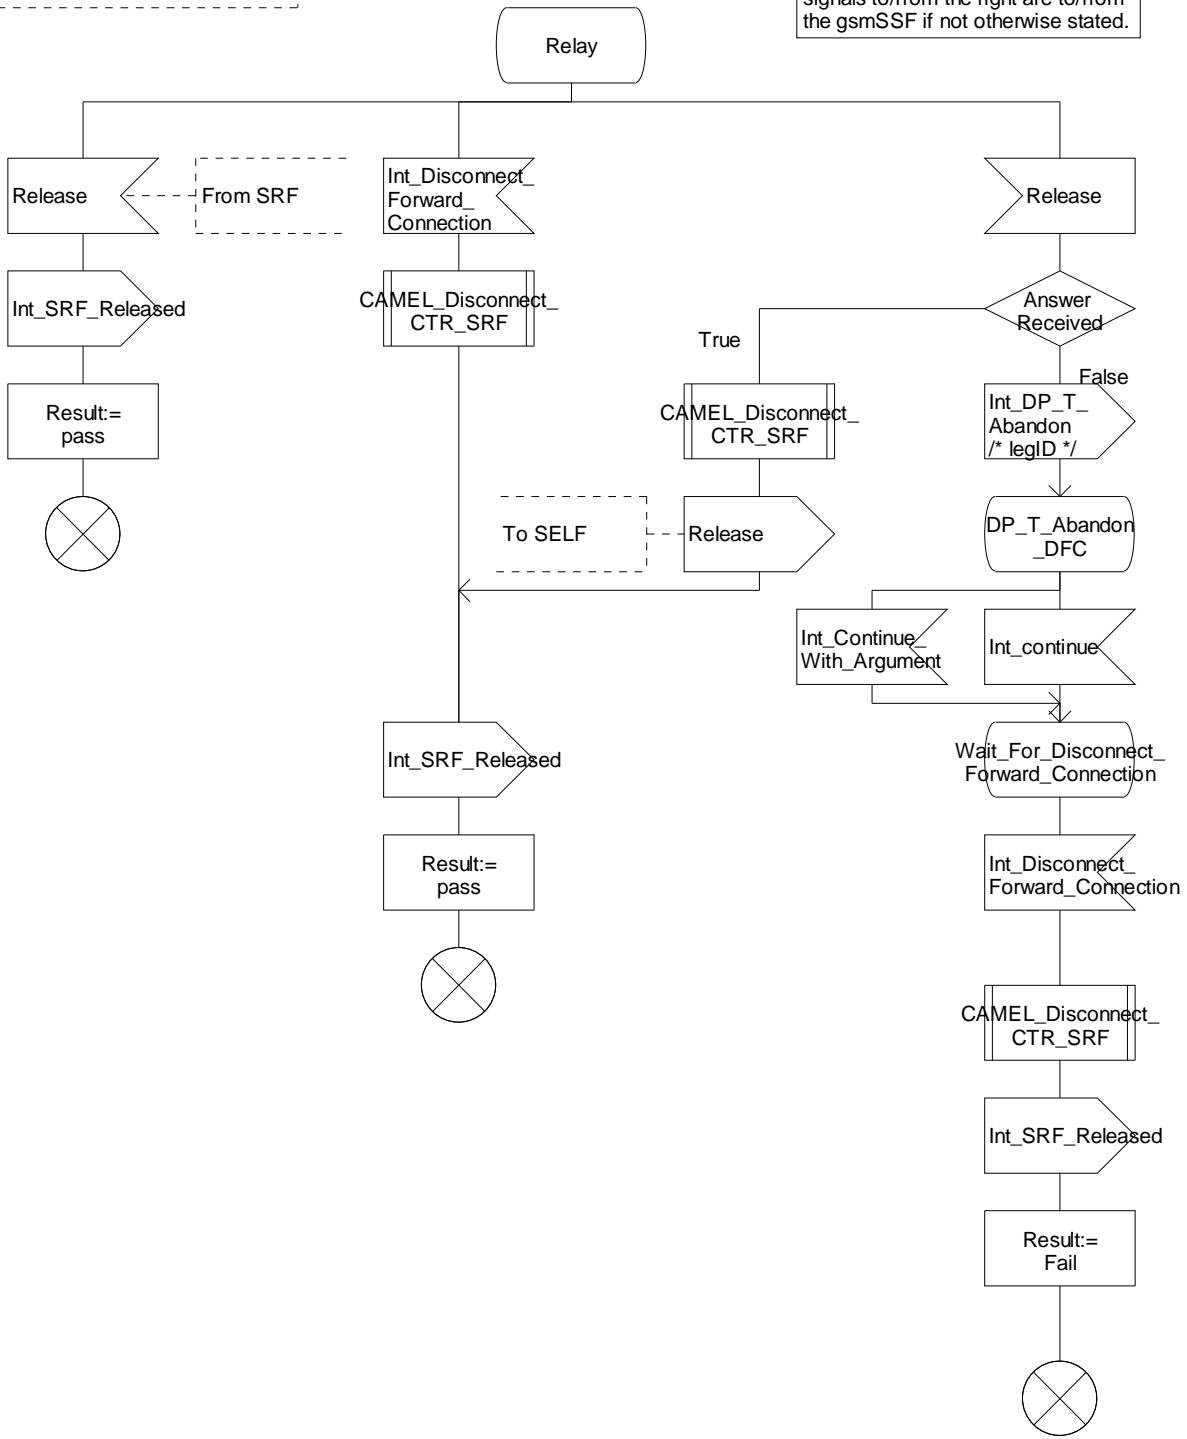 signals to/from the right are to/from
the gsmSSF if not otherwise stated.
Relay
Release
From SRF
Int_Disconnect_
Forward_
Connection
Release
Int_SRF_Released
CAMEL_Disconnect_
CTR_SRF
Answer
Received
True
False
Result:=
pass
CAMEL_Disconnect_
CTR_SRF
Int_DP_T_
Abandon
/* legID */
To SELF
Release
DP_T_Abandon
_DFC
Int_Continue_
With_Argument
Int_continue
Int_SRF_Released
Wait_For_Disconnect_
Forward_Connection
Result:=
pass
Int_Disconnect_
Forward_Connection
CAMEL_Disconnect_
CTR_SRF
Int_SRF_Released
Result:=
Fail